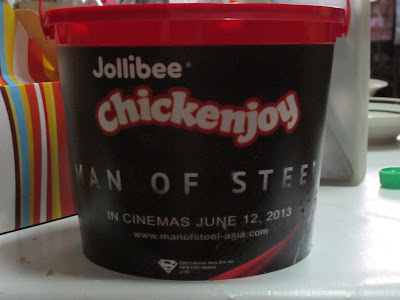 Jollibee®
Chickenjoy
MAN OF STEEL
IN CINEMAS JUNE 12, 2013
www.manofsteel-asia.com